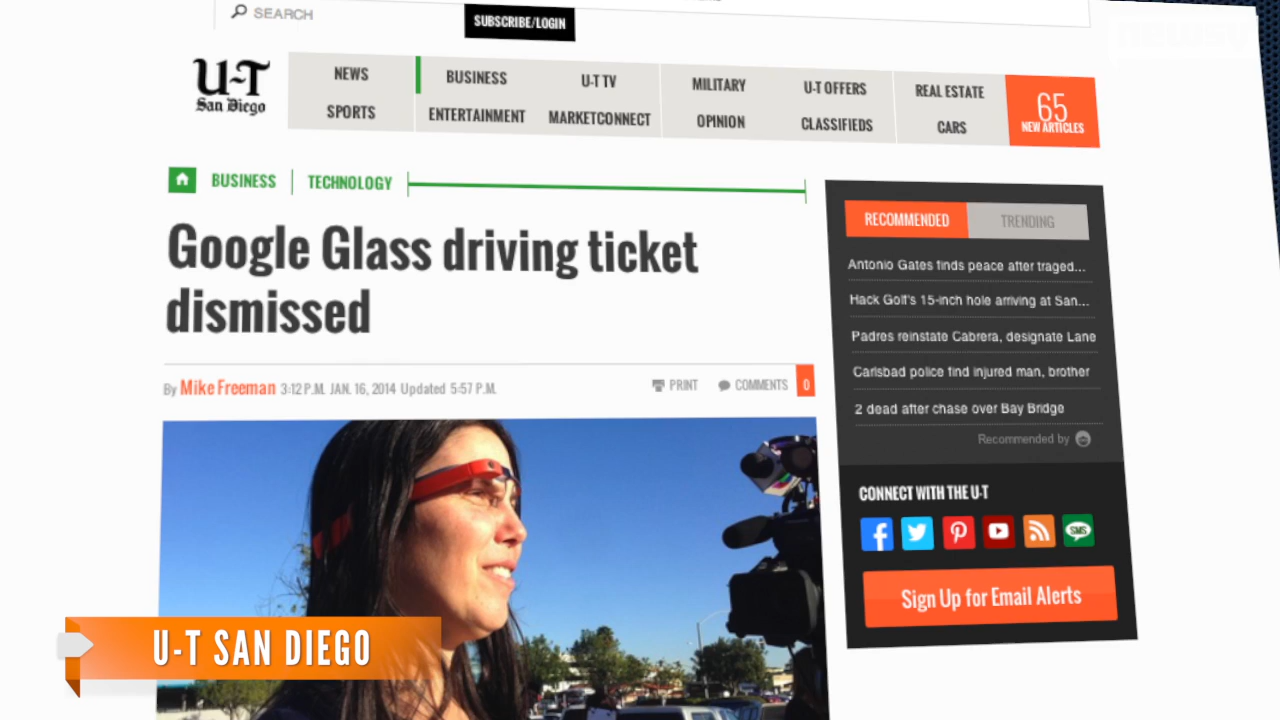 newsy
SEARCH
SUBSCRIBE/LOGIN
U-T
San Diego
NEWS
SPORTS
BUSINESS
ENTERTAINMENT
U-T TV
MARKETCONNECT
MILITARY
OPINION
U-T OFFERS
CLASSIFIEDS
REAL ESTATE
CARS
65
NEW ARTICLES
BUSINESS
TECHNOLOGY
Google Glass driving ticket
dismissed
By Mike Freeman 3:12 P.M. JAN. 16, 2014 Updated 5:57 P.M.
PRINT
COMMENTS 0
RECOMMENDED
TRENDING
Antonio Gates finds peace after traged...
Hack Golf's 15-inch hole arriving at San...
Padres reinstate Cabrera, designate Lane
Carlsbad police find injured man, brother
2 dead after chase over Bay Bridge
Recommended by
CONNECT WITH THE U-T
SMS
Sign Up for Email Alerts
U-T SAN DIEGO